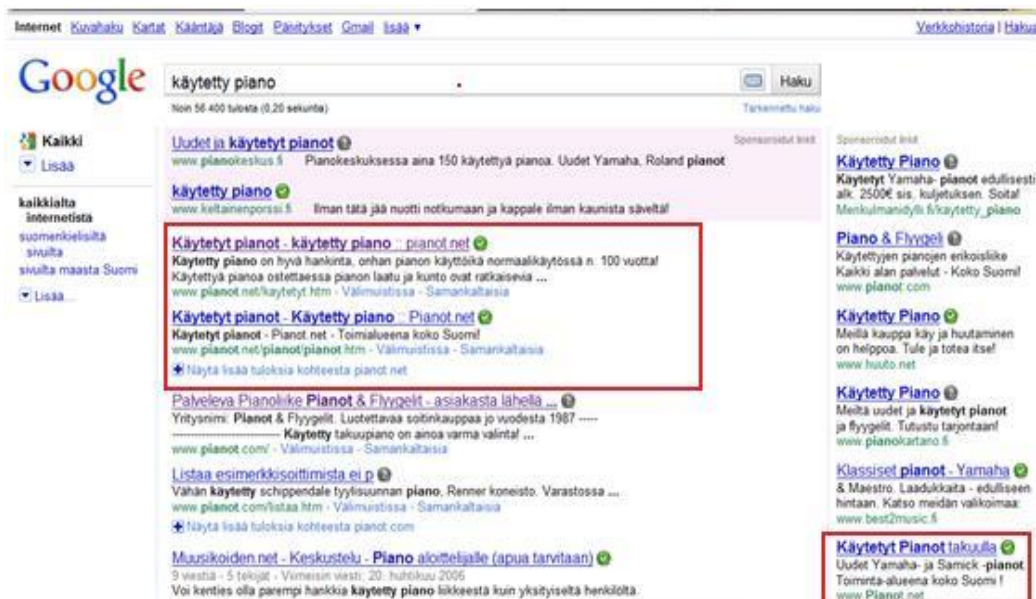 Internet Kuvahaku Kartat Kääntäjä Blogit Päivitykset Gmail lisää ▼
Verkkohistoria | Hakua
Google
käytetty piano
Haku
Noin 56 400 tulosta (0,20 sekuntia)
Tarkennettu haku
Kaikki
Lisää
kaikkialta
internetistä
suomenkielisiltä
sivuilta
sivuilta maasta Suomi
Lisää...
Uudet ja käytetyt pianot
Sponsoroidut linkit
www.pianokeskus.fi Pianokeskuksessa aina 150 käytettyä pianoa. Uudet Yamaha, Roland pianot
käytetty piano
www.keltainenporssi.fi Ilman tätä jää nuotti notkumaan ja kappale ilman kaunista säveltä!
Käytetyt pianot - käytetty piano :: pianot.net
Käytetty piano on hyvä hankinta, onhan pianon käyttöikä normaalikäytössä n. 100 vuotta!
Käytettyä pianoa ostettaessa pianon laatu ja kunto ovat ratkaisevia ...
www.pianot.net/kaytetyt.htm - Välimuistissa - Samankaltaisia
Käytetyt pianot - Käytetty piano :: Pianot.net
Käytetyt pianot - Pianot.net - Toimialueena koko Suomi!
www.pianot.net/pianot/pianot.htm - Välimuistissa - Samankaltaisia
Näytä lisää tuloksia kohteesta pianot.net
Palveleva Pianoliike Pianot & Flyygelit - asiakasta lähellä ...
Yritysnimi: Pianot & Flyygelit. Luotettavaa soitinkauppaa jo vuodesta 1987 -----
-------------------------- Käytetty takuupiano on ainoa varma valinta! ...
www.pianot.com/ - Välimuistissa - Samankaltaisia
Listaa esimerkkisoittimista ei p
Vähän käytetty schippendale tyylisuunnan piano, Renner koneisto. Varastossa ...
www.pianot.com/listaa.htm - Välimuistissa - Samankaltaisia
Näytä lisää tuloksia kohteesta pianot.com
Muusikoiden.net - Keskustelu - Piano aloittelijalle (apua tarvitaan)
9 viestiä - 5 tekijät - Viimeisin viesti: 20. huhtikuu 2006
Voi kenties olla parempi hankkia käytetty piano liikkeestä kuin yksityiseltä henkilöltä.
Sponsoroidut linkit
Käytetty Piano
Käytetyt Yamaha- pianot edullisesti
alk. 2500€ sis. kuljetuksen. Soita!
Menkulmanidylli.fi/kaytetty_piano
Piano & Flyygeli
Käytettyjen pianojen erikoisliike
Kaikki alan palvelut - Koko Suomi!
www.pianot.com
Käytetty Piano
Meillä kauppa käy ja huutaminen
on helppoa. Tule ja totea itse!
www.huuto.net
Käytetty Piano
Meiltä uudet ja käytetyt pianot
ja flyygelit. Tutustu tarjontaan!
www.pianokartano.fi
Klassiset pianot - Yamaha
& Maestro. Laadukkaita - edulliseen
hintaan. Katso meidän valikoimaa:
www.best2music.fi
Käytetyt Pianot takuulla
Uudet Yamaha- ja Samick -pianot
Toiminta-alueena koko Suomi !
www.Pianot.net